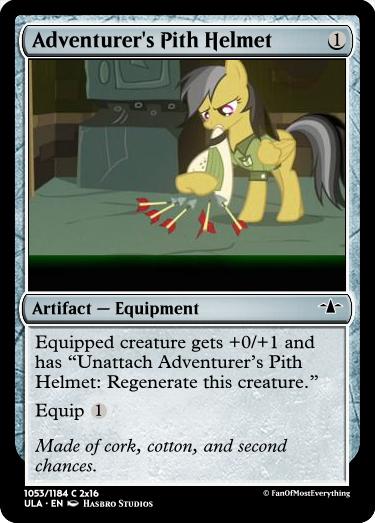 Adventurer's Pith Helmet 1
Artifact — Equipment
Equipped creature gets +0/+1 and
has “Unattach Adventurer's Pith
Helmet: Regenerate this creature.”
Equip 1
Made of cork, cotton, and second
chances.
1053/1184 C 2x16
ULA • EN Hasbro Studios
© FanOfMostEverything